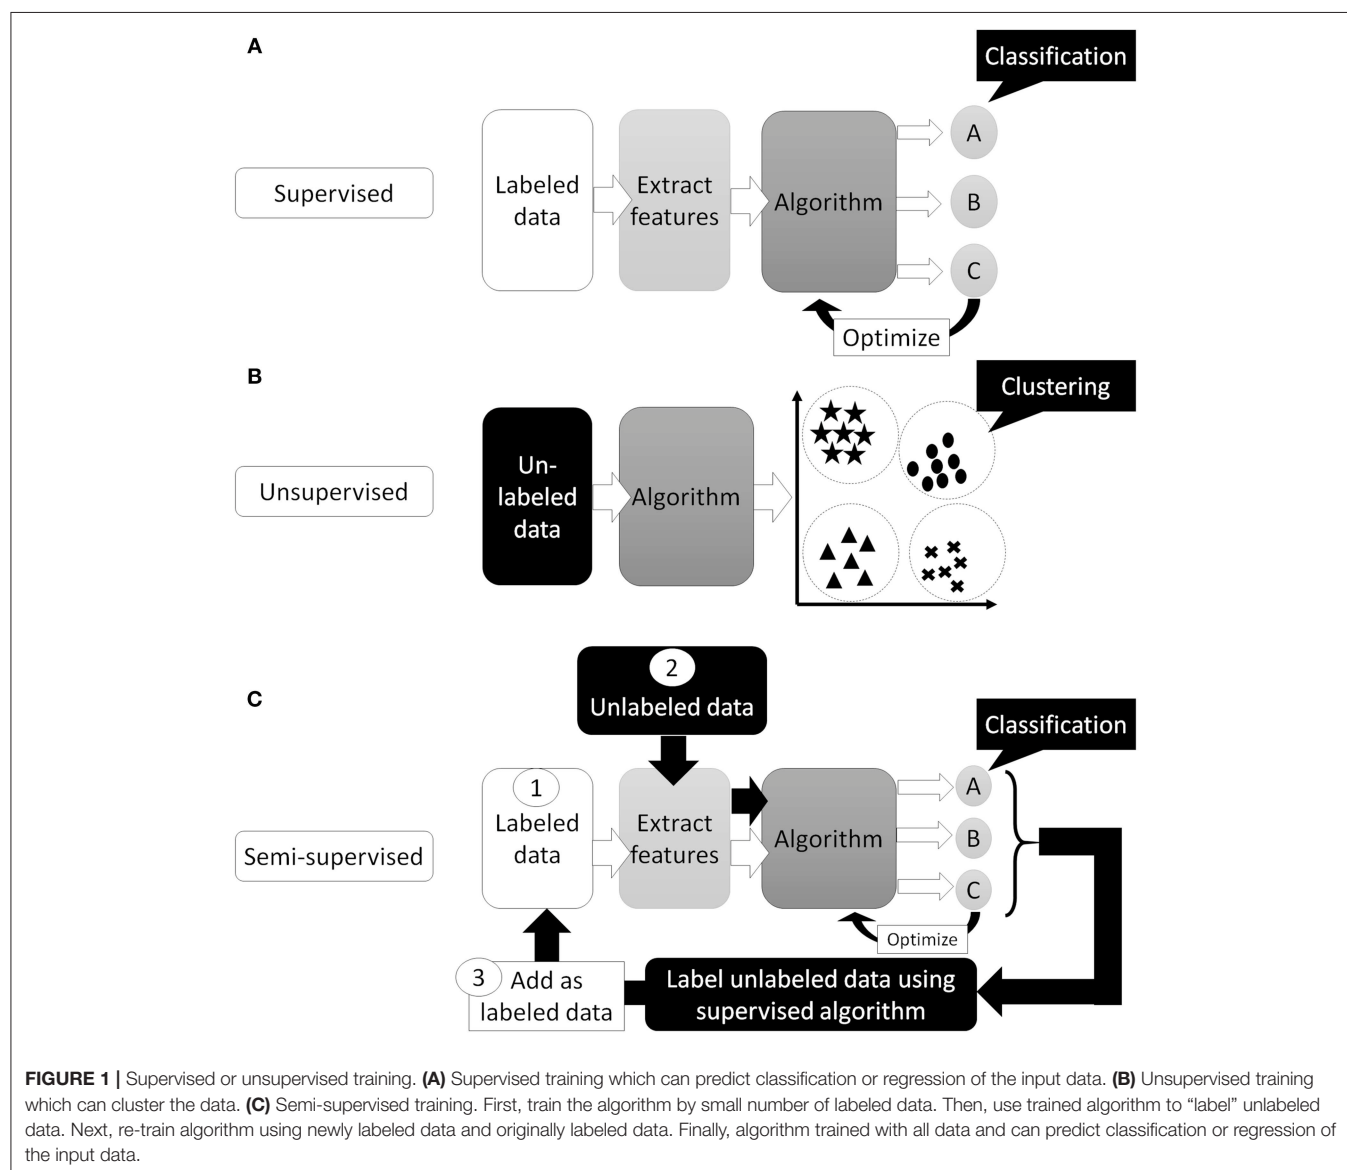 A
Classification
Supervised
Labeled
data
Extract
features
Algorithm
A
B
C
Optimize
B
Clustering
Unsupervised
Un-
labeled
data
Algorithm
C
2
Unlabeled data
Classification
Semi-supervised
1
Labeled
data
Extract
features
Algorithm
A
B
C
Optimize
3
Add as
labeled data
Label unlabeled data using
supervised algorithm
FIGURE 1 | Supervised or unsupervised training. (A) Supervised training which can predict classification or regression of the input data. (B) Unsupervised training
which can cluster the data. (C) Semi-supervised training. First, train the algorithm by small number of labeled data. Then, use trained algorithm to “label” unlabeled
data. Next, re-train algorithm using newly labeled data and originally labeled data. Finally, algorithm trained with all data and can predict classification or regression of
the input data.